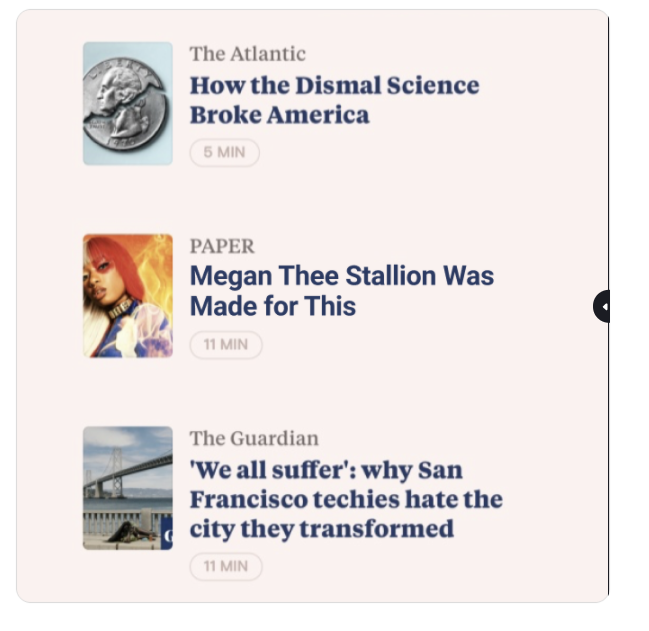 The Atlantic
How the Dismal Science
Broke America
5 MIN
PAPER
Megan Thee Stallion Was
Made for This
11 MIN
The Guardian
'We all suffer': why San
Francisco techies hate the
city they transformed
11 MIN